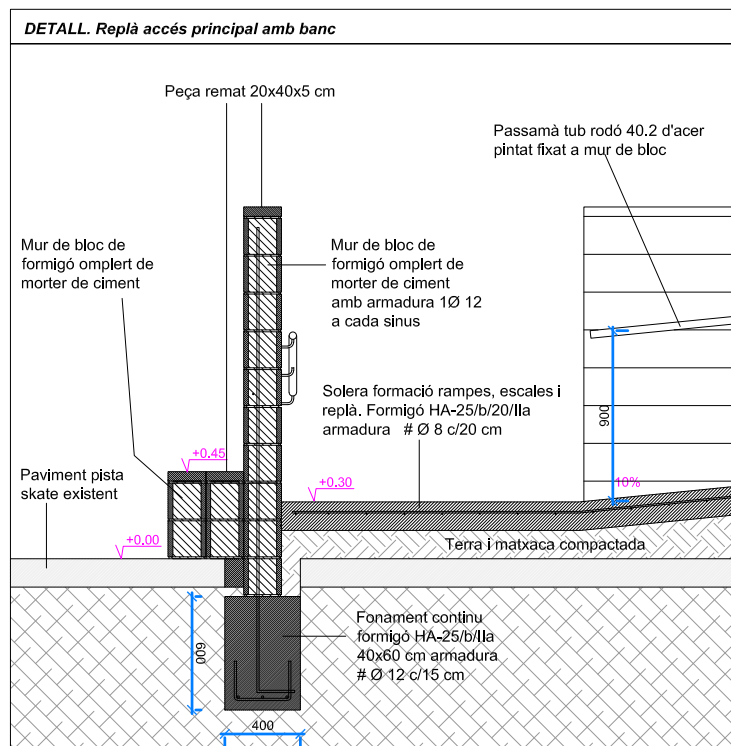 DETALL. Replà accés principal amb banc
Peça remat 20x40x5 cm
Passamà tub rodó 40.2 d'acer
pintat fixat a mur de bloc
Mur de bloc de
formigó omplert de
morter de ciment
Mur de bloc de
formigó omplert de
morter de ciment
amb armadura 1Ø 12
a cada sinus
Solera formació rampes, escales i
replà. Formigó HA-25/b/20/IIa
armadura # Ø 8 c/20 cm
900
+0.45
Paviment pista
skate existent
+0.30
10%
+0.00
Terra i matxaca compactada
Fonament continu
formigó HA-25/b/IIa
40x60 cm armadura
# Ø 12 c/15 cm
600
400